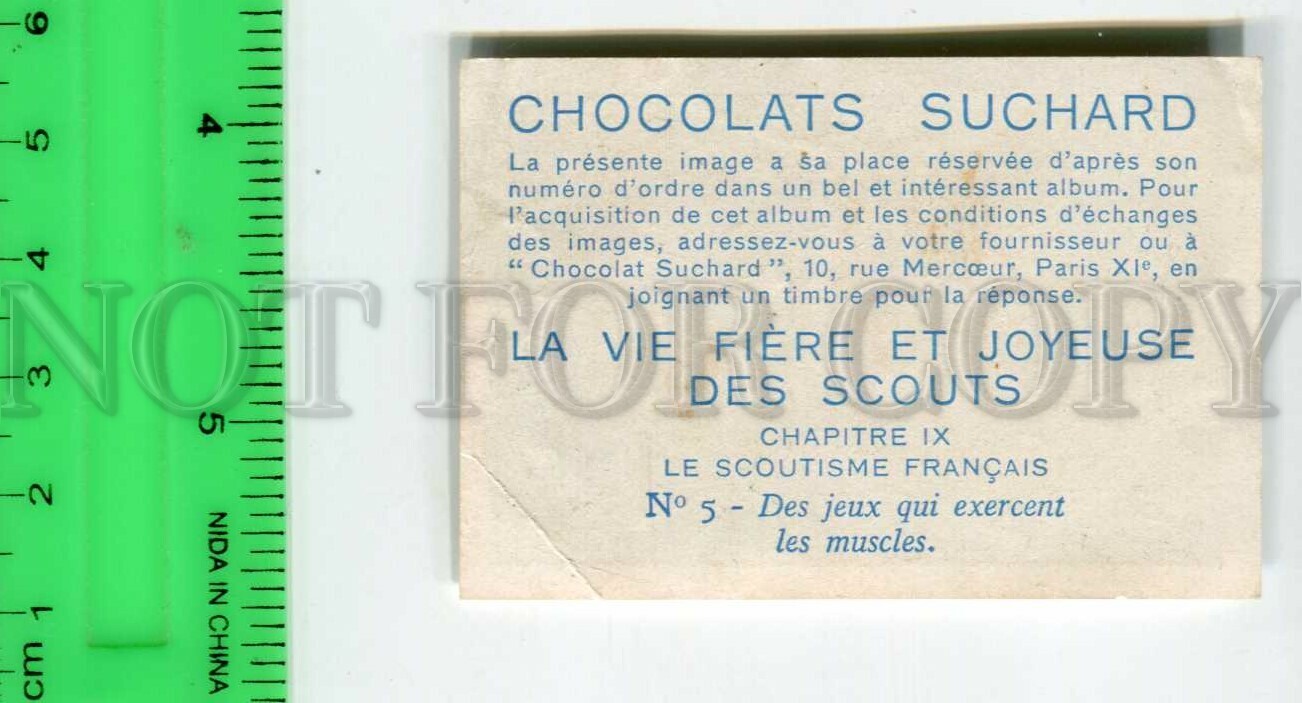 CHOCOLATS SUCHARD
La présente image a sa place réservée d'après son
numéro d'ordre dans un bel et intéressant album. Pour
l'acquisition de cet album et les conditions d'échanges
des images, adressez-vous à votre fournisseur ou à
“ Chocolat Suchard ”, 10, rue Mercœur, Paris XIᵉ, en
joignant un timbre pour la réponse.
LA VIE FIÈRE ET JOYEUSE
DES SCOUTS
CHAPITRE IX
LE SCOUTISME FRANÇAIS
Nº 5 - Des jeux qui exercent
les muscles.
NOT FOR COPY
6
5
4
3
2
1
cm
4
5
NIDA IN CHINA